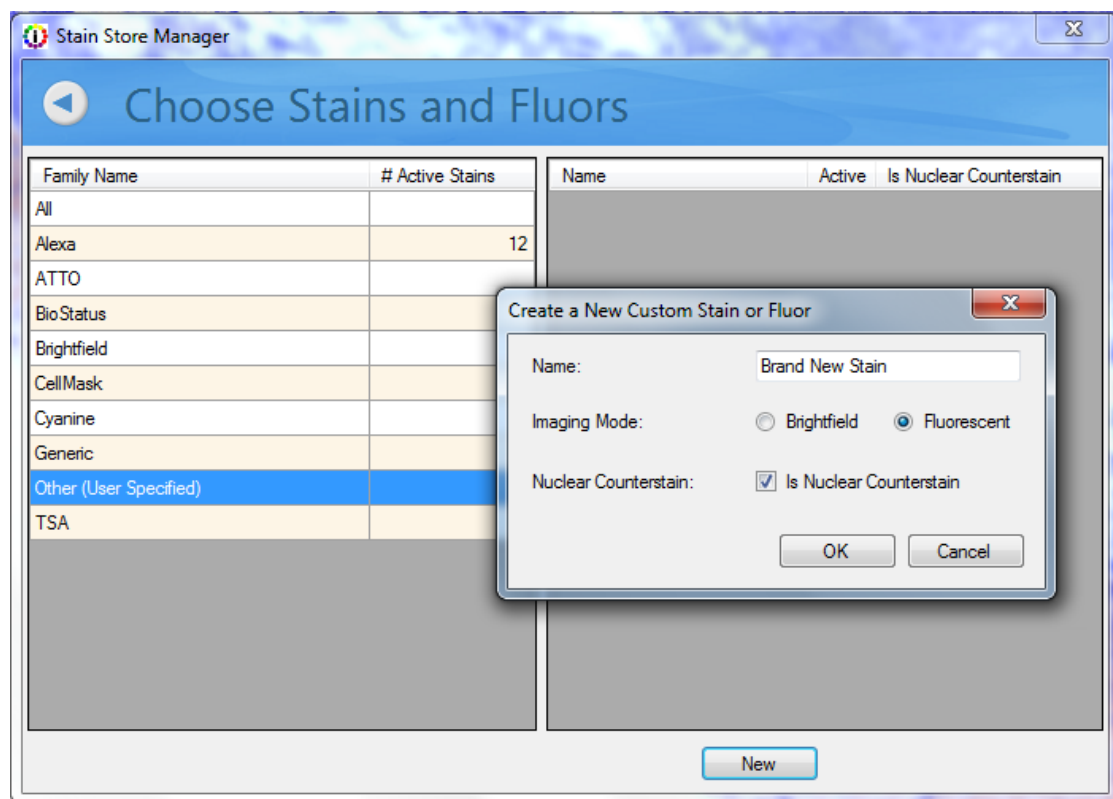 Stain Store Manager
Choose Stains and Fluors
Family Name # Active Stains
All
Alexa 12
ATTO
BioStatus
Brightfield
CellMask
Cyanine
Generic
Other (User Specified)
TSA
Name Active Is Nuclear Counterstain
Create a New Custom Stain or Fluor
Name: Brand New Stain
Imaging Mode: Brightfield Fluorescent
Nuclear Counterstain: Is Nuclear Counterstain
OK Cancel
New